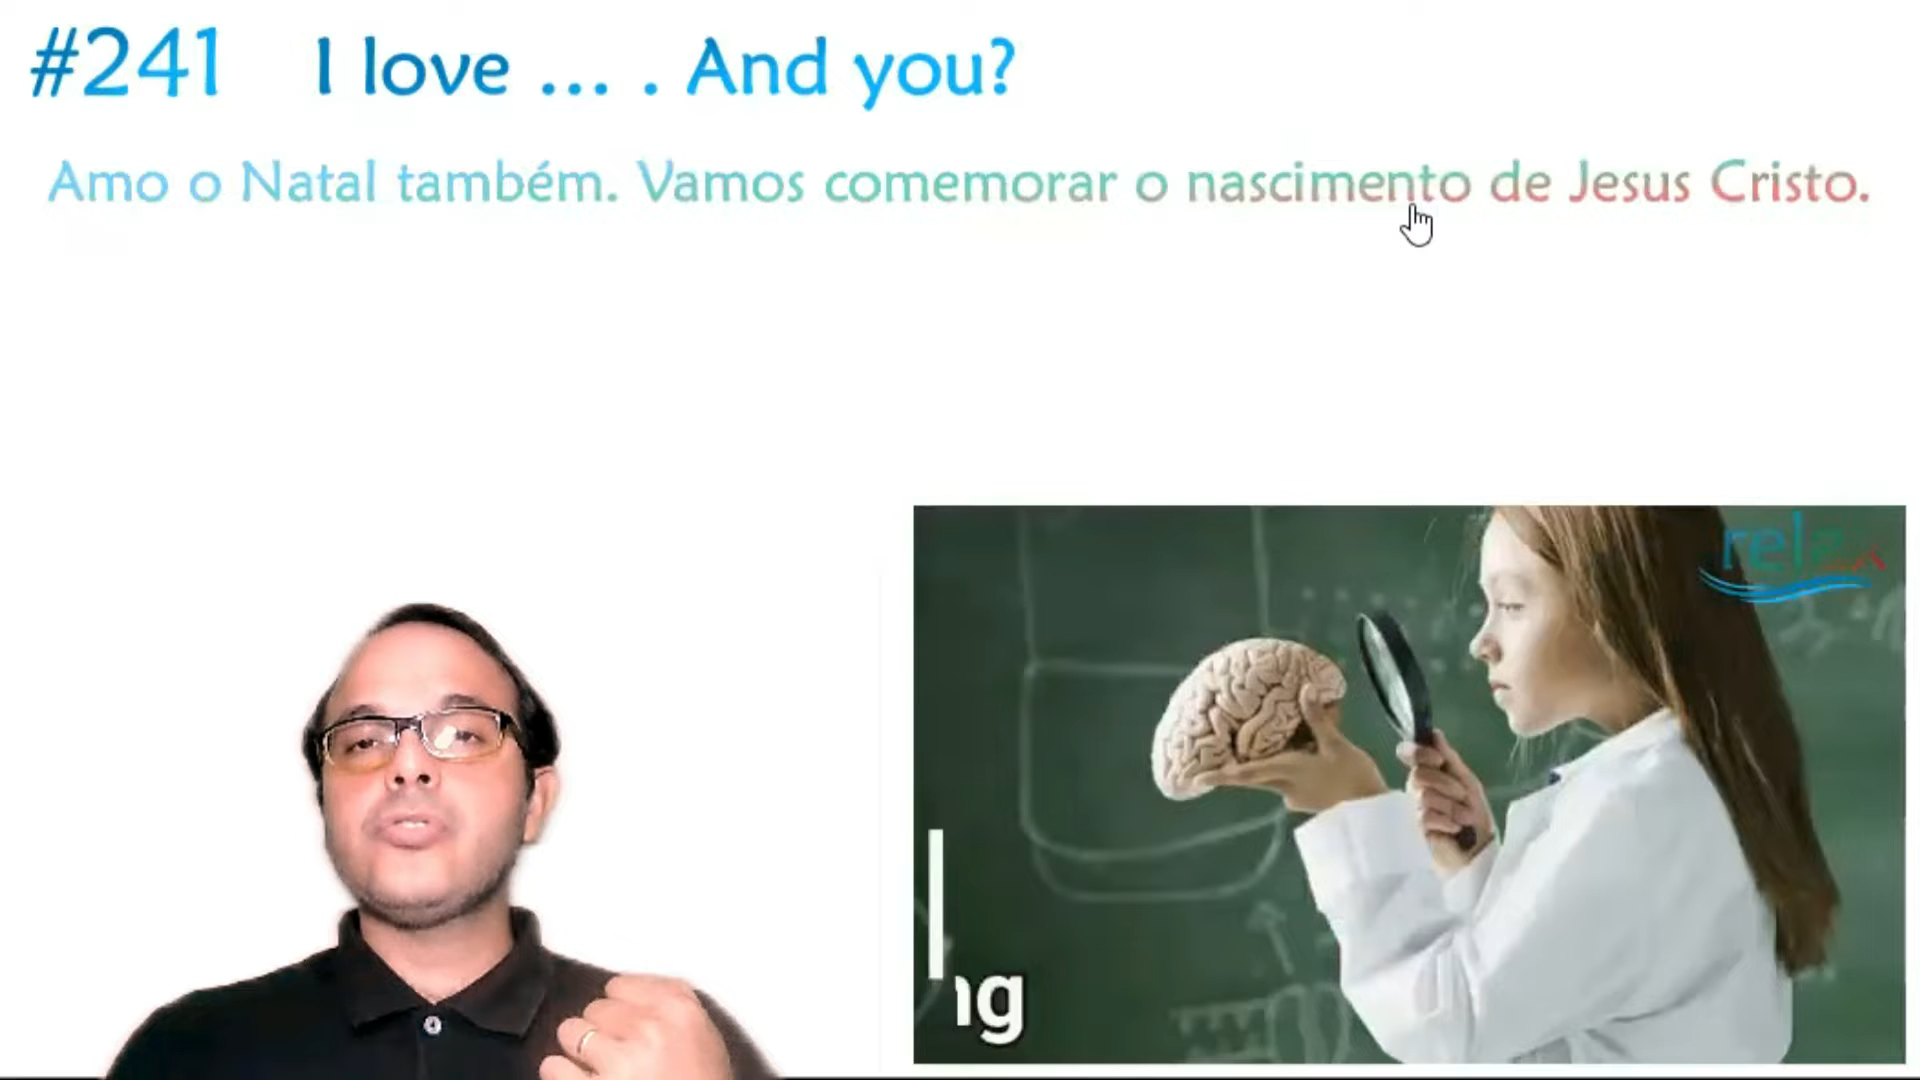 #241 I love ... . And you?
Amo o Natal também. Vamos comemorar o nascimento de Jesus Cristo.
relax
ng